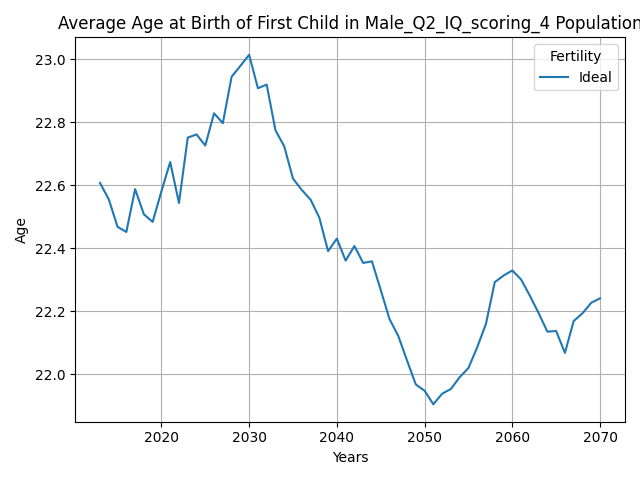 Average Age at Birth of First Child in Male_Q2_IQ_scoring_4 Population
Fertility
Ideal
Age
23.0
22.8
22.6
22.4
22.2
22.0
2020 2030 2040 2050 2060 2070
Years